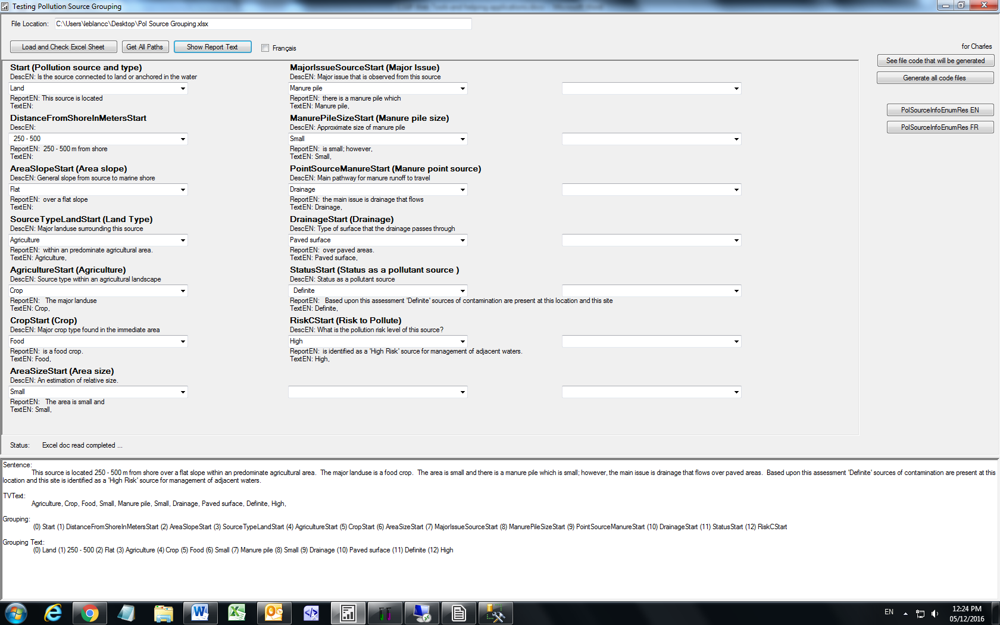 Testing Pollution Source Grouping
File Location: C:\Users\leblancc\Desktop\Pol Source Grouping.xlsx
Load and Check Excel Sheet Get All Paths Show Report Text Français
for Charles
See file code that will be generated
Generate all code files
PolSourceInfoEnumRes EN
PolSourceInfoEnumRes FR
Start (Pollution source and type)
DescEN: Is the source connected to land or anchored in the water
Land
ReportEN: This source is located
TextEN:
DistanceFromShoreInMetersStart
DescEN:
250 - 500
ReportEN: 250 - 500 m from shore
TextEN:
AreaSlopeStart (Area slope)
DescEN: General slope from source to marine shore
Flat
ReportEN: over a flat slope
TextEN:
SourceTypeLandStart (Land Type)
DescEN: Major landuse surrounding this source
Agriculture
ReportEN: within an predominate agricultural area.
TextEN: Agriculture,
AgricultureStart (Agriculture)
DescEN: Source type within an agricultural landscape
Crop
ReportEN: The major landuse
TextEN: Crop,
CropStart (Crop)
DescEN: Major crop type found in the immediate area
Food
ReportEN: is a food crop.
TextEN: Food,
AreaSizeStart (Area size)
DescEN: An estimation of relative size.
Small
ReportEN: The area is small and
TextEN: Small,
MajorIssueSourceStart (Major Issue)
DescEN: Major issue that is observed from this source
Manure pile
ReportEN: there is a manure pile which
TextEN: Manure pile,
ManurePileSizeStart (Manure pile size)
DescEN: Approximate size of manure pile
Small
ReportEN: is small; however,
TextEN: Small,
PointSourceManureStart (Manure point source)
DescEN: Main pathway for manure runoff to travel
Drainage
ReportEN: the main issue is drainage that flows
TextEN: Drainage,
DrainageStart (Drainage)
DescEN: Type of surface that the drainage passes through
Paved surface
ReportEN: over paved areas.
TextEN: Paved surface,
StatusStart (Status as a pollutant source )
DescEN: Status as a pollutant source
Definite
ReportEN: Based upon this assessment 'Definite' sources of contamination are present at this location and this site
TextEN: Definite,
RiskCStart (Risk to Pollute)
DescEN: What is the pollution risk level of this source?
High
ReportEN: is identified as a 'High Risk' source for management of adjacent waters.
TextEN: High,
Status: Excel doc read completed ...
Sentence:
This source is located 250 - 500 m from shore over a flat slope within an predominate agricultural area. The major landuse is a food crop. The area is small and there is a manure pile which is small; however, the main issue is drainage that flows over paved areas. Based upon this assessment 'Definite' sources of contamination are present at this
location and this site is identified as a 'High Risk' source for management of adjacent waters.
TVText:
Agriculture, Crop, Food, Small, Manure pile, Small, Drainage, Paved surface, Definite, High,
Grouping:
(0) Start (1) DistanceFromShoreInMetersStart (2) AreaSlopeStart (3) SourceTypeLandStart (4) AgricultureStart (5) CropStart (6) AreaSizeStart (7) MajorIssueSourceStart (8) ManurePileSizeStart (9) PointSourceManureStart (10) DrainageStart (11) StatusStart (12) RiskCStart
Grouping Text:
(0) Land (1) 250 - 500 (2) Flat (3) Agriculture (4) Crop (5) Food (6) Small (7) Manure pile (8) Small (9) Drainage (10) Paved surface (11) Definite (12) High
EN
12:24 PM
05/12/2016